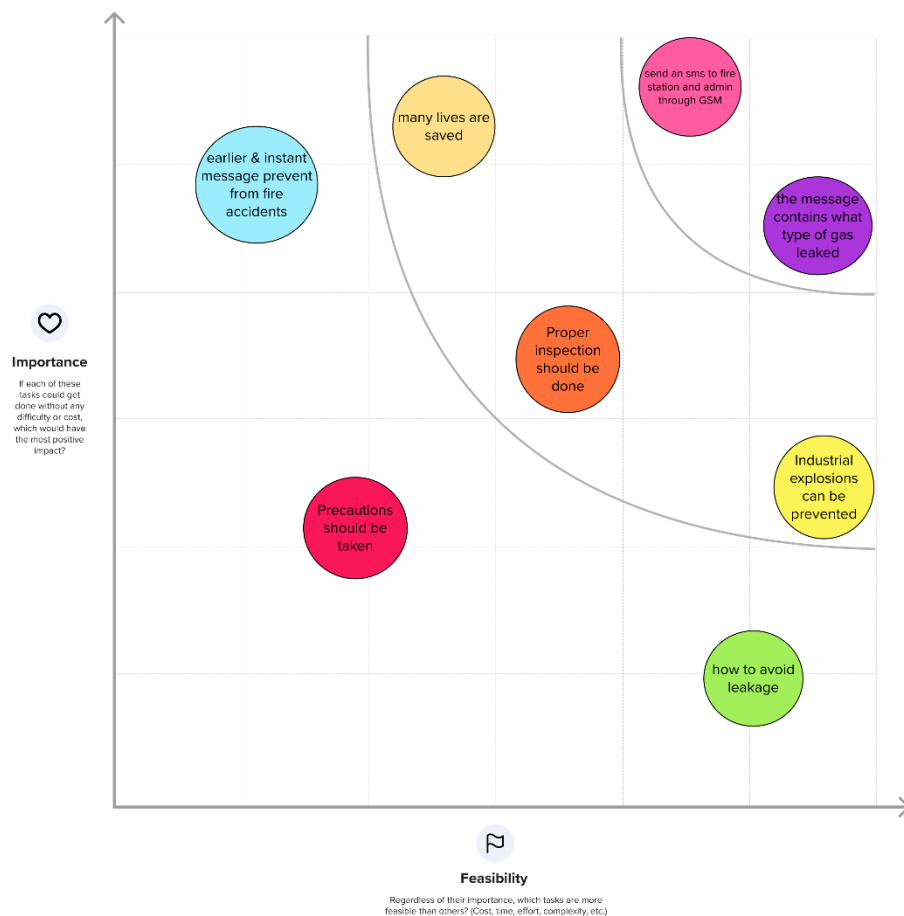 send an sms to fire
station and admin
through GSM
many lives are
saved
earlier & instant
message prevent
from fire
accidents
the message
contains what
type of gas
leaked
Proper
inspection
should be
done
Importance
If each of these
tasks could get
done without any
difficulty or cost,
which would have
the most positive
impact?
Industrial
explosions
can be
prevented
Precautions
should be
taken
how to avoid
leakage
Feasibility
Regardless of their importance, which tasks are more
feasible than others? (Cost, time, effort, complexity, etc.)